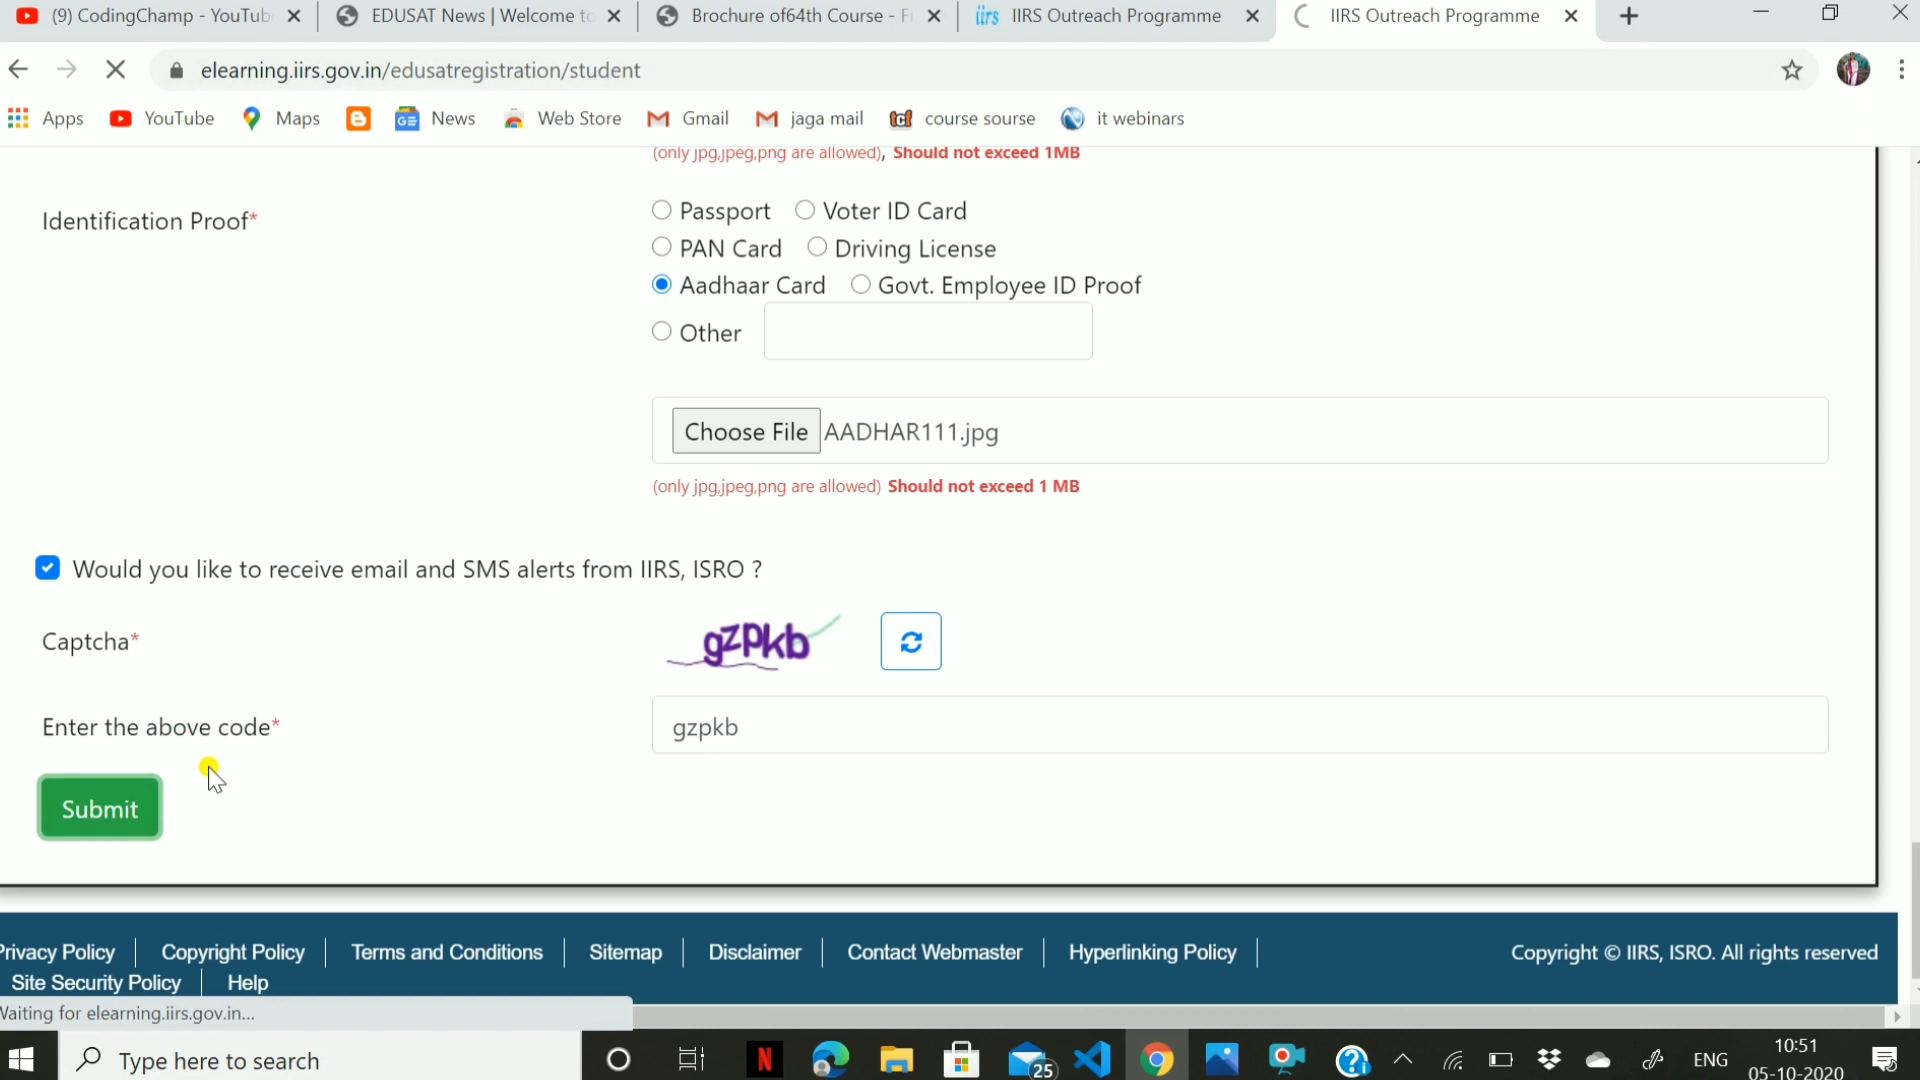 (9) CodingChamp - YouTub
EDUSAT News | Welcome to
Brochure of64th Course - Fi
iirs IIRS Outreach Programme
IIRS Outreach Programme
elearning.iirs.gov.in/edusatregistration/student
Apps YouTube Maps News Web Store Gmail jaga mail course sourse it webinars
(only jpg,jpeg,png are allowed), Should not exceed 1MB
Identification Proof*
Passport Voter ID Card
PAN Card Driving License
Aadhaar Card Govt. Employee ID Proof
Other
Choose File AADHAR111.jpg
(only jpg,jpeg,png are allowed) Should not exceed 1 MB
Would you like to receive email and SMS alerts from IIRS, ISRO ?
Captcha* gzpkb
Enter the above code* gzpkb
Submit
Privacy Policy Copyright Policy Terms and Conditions Sitemap Disclaimer Contact Webmaster Hyperlinking Policy Copyright © IIRS, ISRO. All rights reserved
Site Security Policy Help
Waiting for elearning.iirs.gov.in...
Type here to search
25
ENG
10:51
05-10-2020